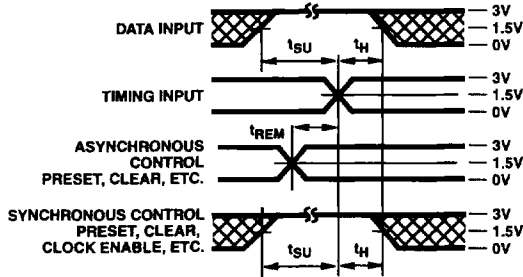 DATA INPUT
tSU
tH
3V
1.5V
0V
TIMING INPUT
3V
1.5V
0V
tREM
ASYNCHRONOUS
CONTROL
PRESET, CLEAR, ETC.
3V
1.5V
0V
SYNCHRONOUS CONTROL
PRESET, CLEAR,
CLOCK ENABLE, ETC.
tSU
tH
3V
1.5V
0V